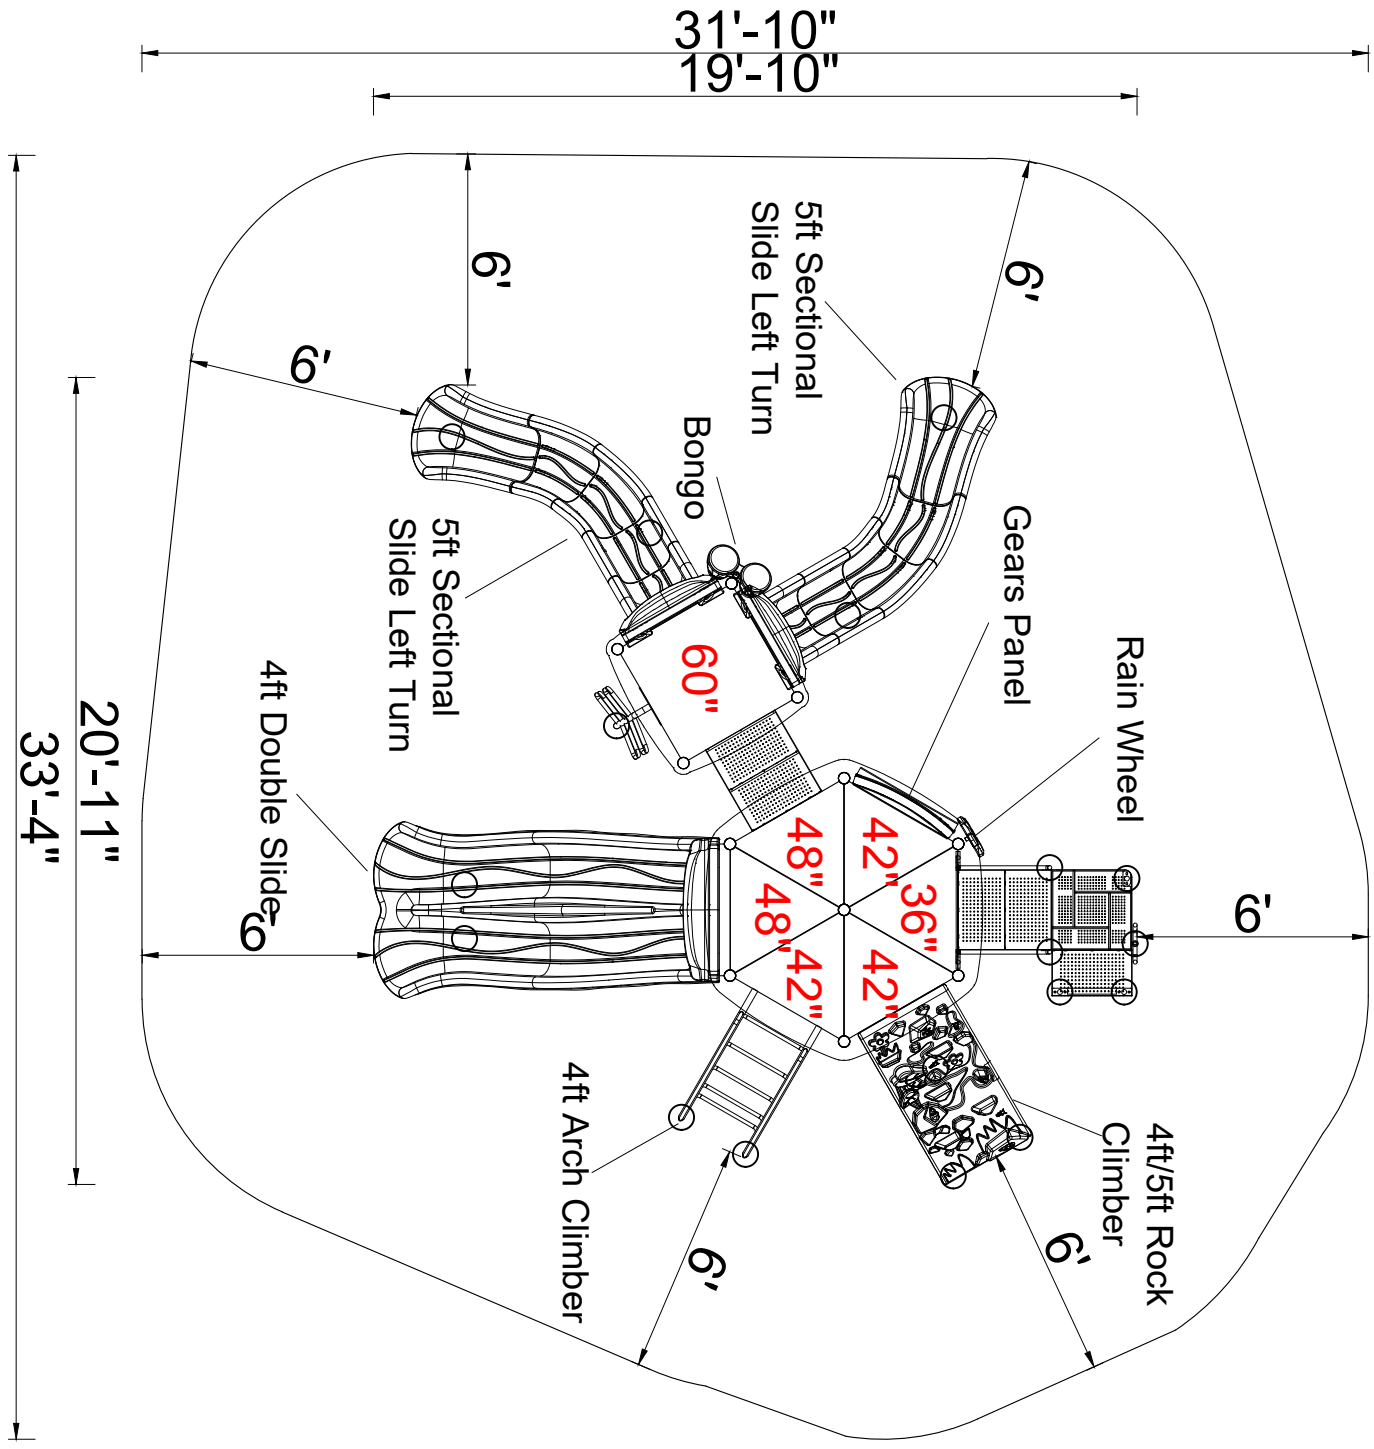 31'-10"
19'-10"
5ft Sectional
Slide Left Turn
6'
6'
6'
Bongo
Gears Panel
5ft Sectional
Slide Left Turn
Rain Wheel
60"
4ft Double Slide
20'-11"
33'-4"
48"
42"
48"
36"
42"
42"
6'
6'
4ft Arch Climber
4ft/5ft Rock
Climber
6'
6'